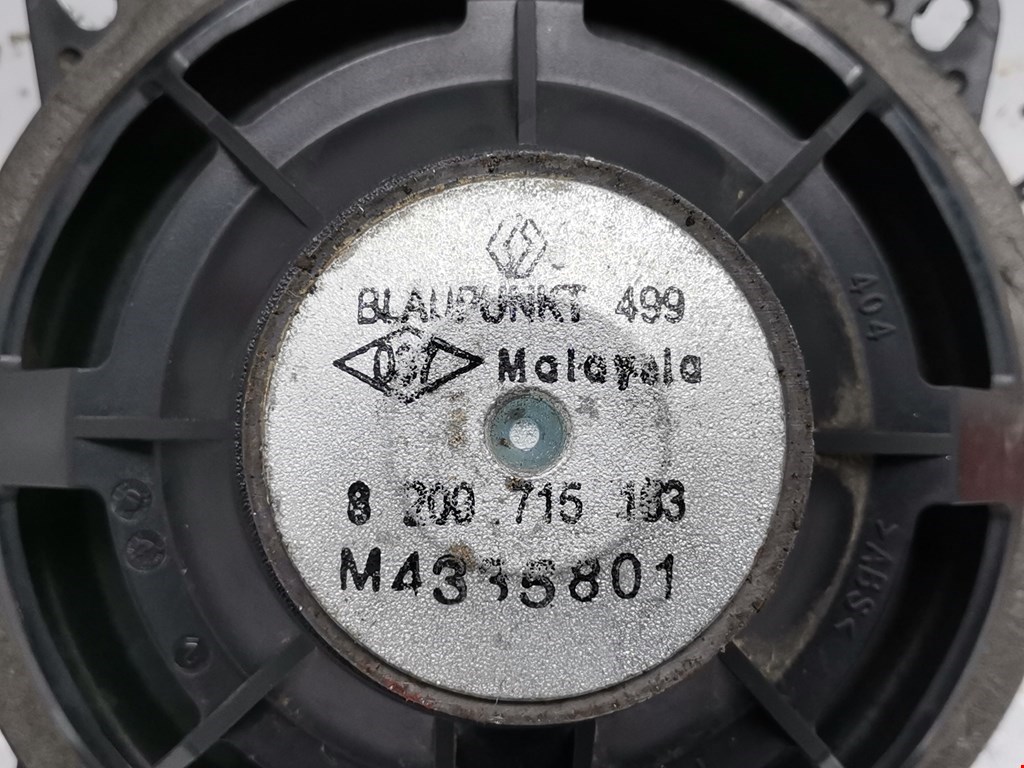 BLAUPUNKT 499
Malaysia
8 200 715
M4335801
404
>ABS<